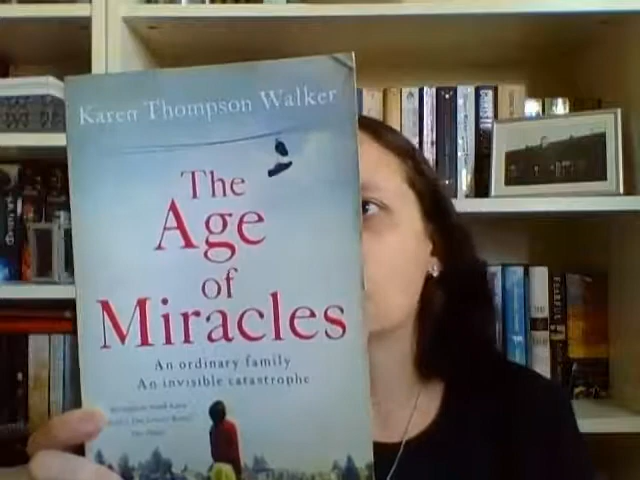 Karen Thompson Walker
The
Age
of
Miracles
An ordinary family
An invisible catastrophe